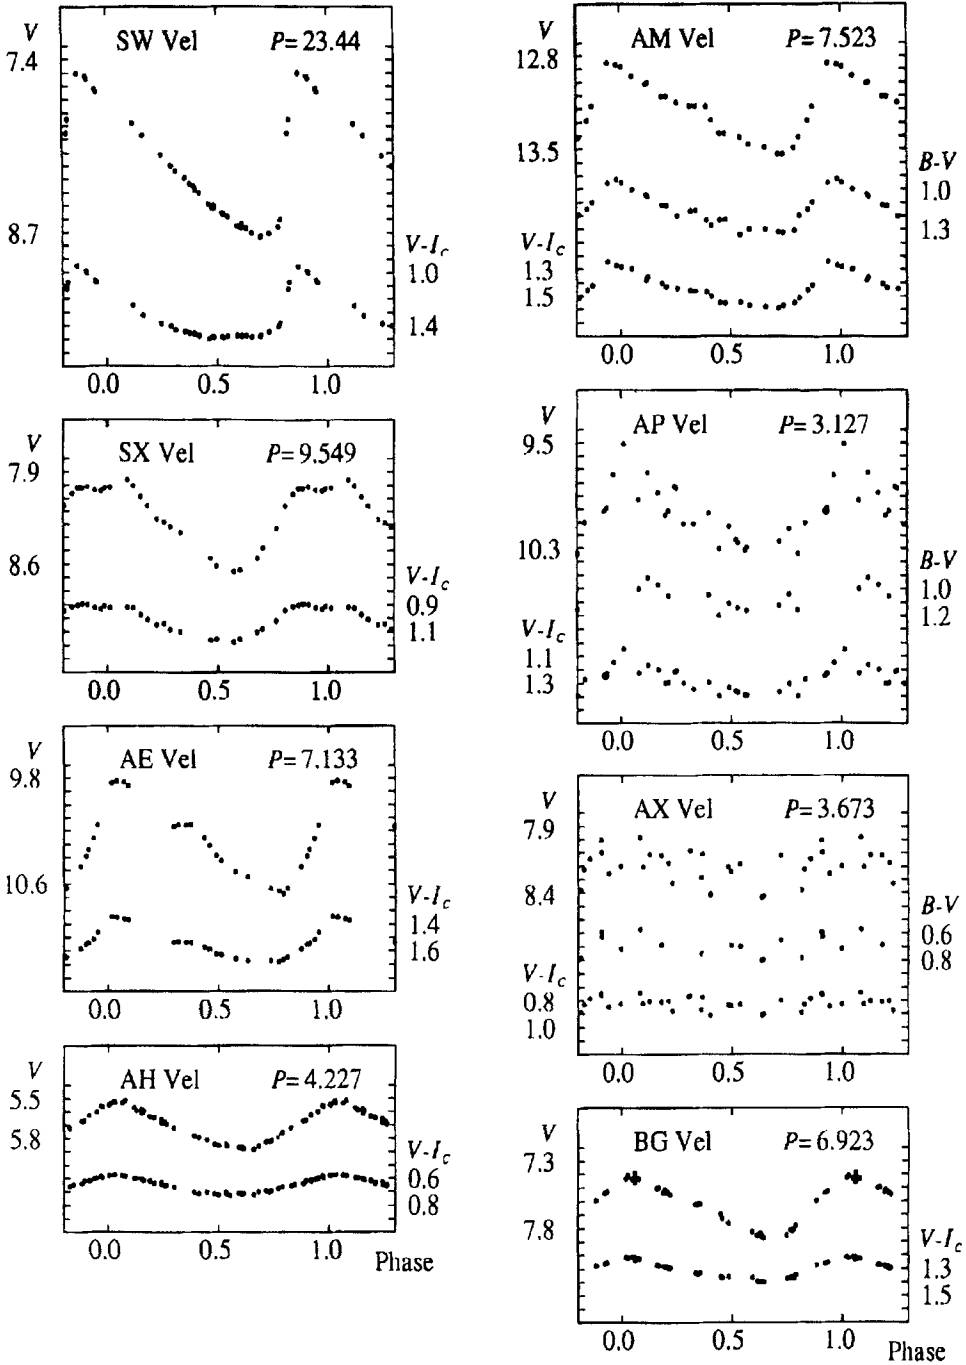 V
SW Vel P=23.44
7.4
8.7
V-Ic
1.0
1.4
0.0 0.5 1.0
V
SX Vel P=9.549
7.9
8.6
V-Ic
0.9
1.1
0.0 0.5 1.0
V
AE Vel P=7.133
9.8
10.6
V-Ic
1.4
1.6
0.0 0.5 1.0
V
AH Vel P=4.227
5.5
5.8
V-Ic
0.6
0.8
0.0 0.5 1.0
Phase
V
AM Vel P=7.523
12.8
13.5
B-V
1.0
1.3
V-Ic
1.3
1.5
0.0 0.5 1.0
V
AP Vel P=3.127
9.5
10.3
B-V
1.0
1.2
V-Ic
1.1
1.3
0.0 0.5 1.0
V
AX Vel P=3.673
7.9
8.4
B-V
0.6
0.8
V-Ic
0.8
1.0
0.0 0.5 1.0
V
BG Vel P=6.923
7.3
7.8
V-Ic
1.3
1.5
0.0 0.5 1.0
Phase